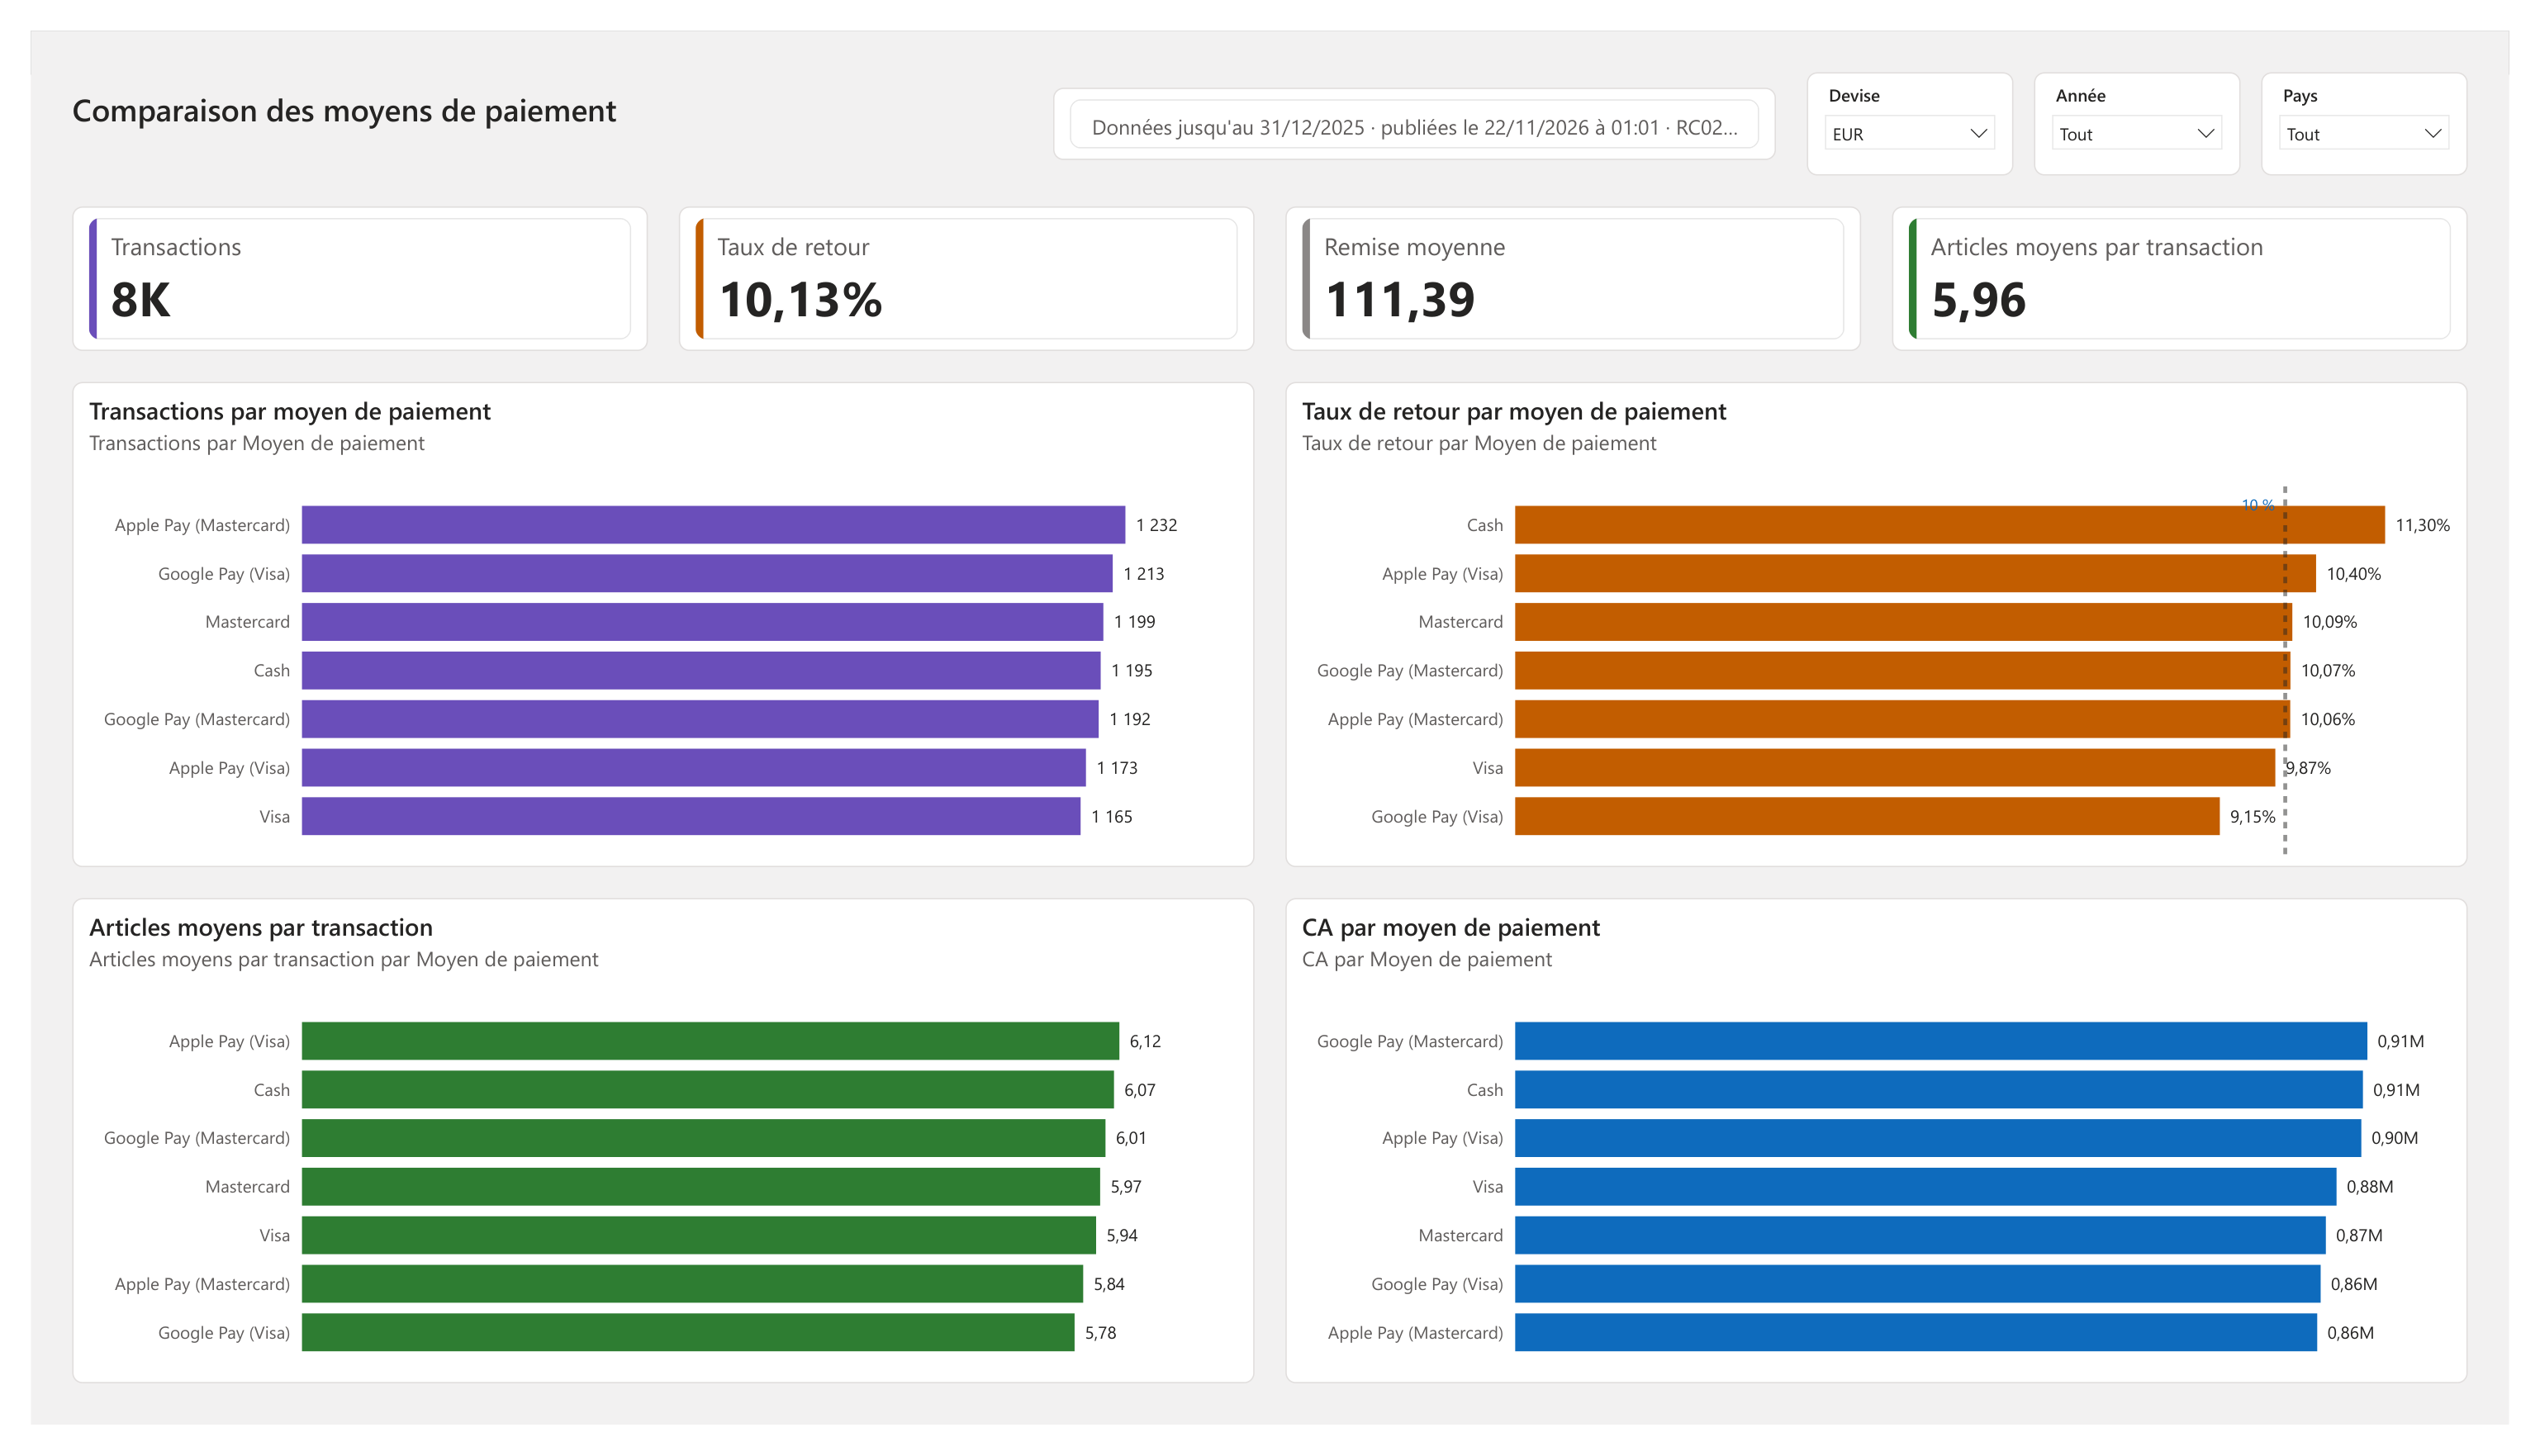 Comparaison des moyens de paiement
Données jusqu'au 31/12/2025 · publiées le 22/11/2026 à 01:01 · RC02...
Devise
EUR
Année
Tout
Pays
Tout
Transactions
8K
Taux de retour
10,13%
Remise moyenne
111,39
Articles moyens par transaction
5,96
Transactions par moyen de paiement
Transactions par Moyen de paiement
Apple Pay (Mastercard) 1 232
Google Pay (Visa) 1 213
Mastercard 1 199
Cash 1 195
Google Pay (Mastercard) 1 192
Apple Pay (Visa) 1 173
Visa 1 165
Taux de retour par moyen de paiement
Taux de retour par Moyen de paiement
10 %
Cash 11,30%
Apple Pay (Visa) 10,40%
Mastercard 10,09%
Google Pay (Mastercard) 10,07%
Apple Pay (Mastercard) 10,06%
Visa 9,87%
Google Pay (Visa) 9,15%
Articles moyens par transaction
Articles moyens par transaction par Moyen de paiement
Apple Pay (Visa) 6,12
Cash 6,07
Google Pay (Mastercard) 6,01
Mastercard 5,97
Visa 5,94
Apple Pay (Mastercard) 5,84
Google Pay (Visa) 5,78
CA par moyen de paiement
CA par Moyen de paiement
Google Pay (Mastercard) 0,91M
Cash 0,91M
Apple Pay (Visa) 0,90M
Visa 0,88M
Mastercard 0,87M
Google Pay (Visa) 0,86M
Apple Pay (Mastercard) 0,86M